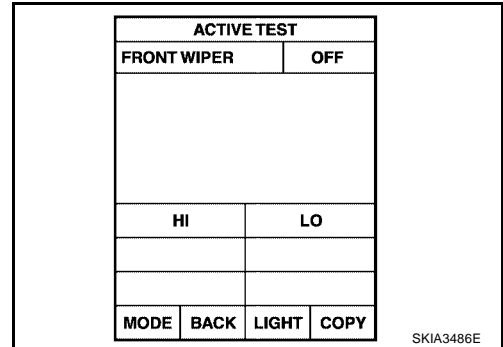 ACTIVE TEST
FRONT WIPER OFF
HI LO
MODE BACK LIGHT COPY
SKIA3486E